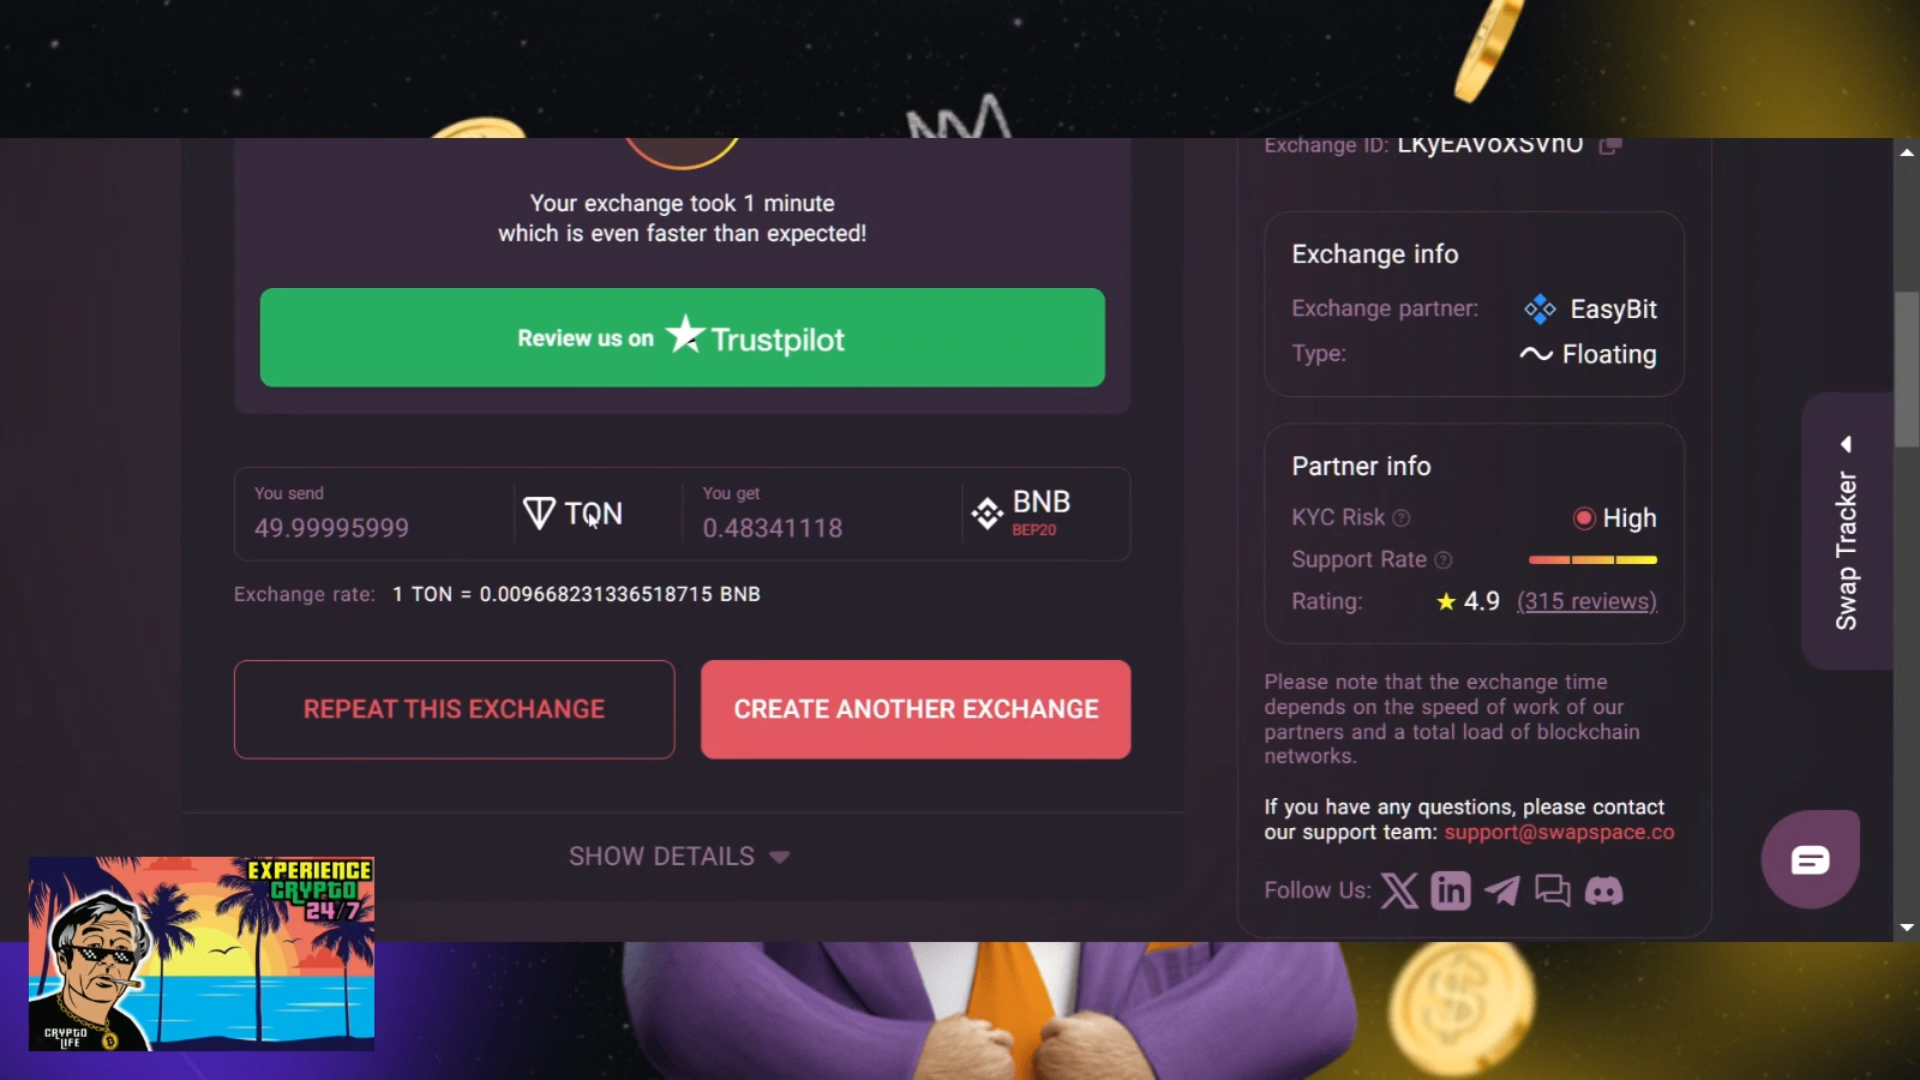 Exchange ID: LKyEAVoXSVhO
Your exchange took 1 minute
which is even faster than expected!
Review us on Trustpilot
You send
49.99995999
TON
You get
0.48341118
BNB
BEP20
Exchange rate: 1 TON = 0.009668231336518715 BNB
REPEAT THIS EXCHANGE
CREATE ANOTHER EXCHANGE
SHOW DETAILS
Exchange info
Exchange partner: EasyBit
Type: Floating
Partner info
KYC Risk High
Support Rate
Rating: 4.9 (315 reviews)
Please note that the exchange time
depends on the speed of work of our
partners and a total load of blockchain
networks.
If you have any questions, please contact
our support team: support@swapspace.co
Follow Us:
Swap Tracker
EXPERIENCE
CRYPTO
24/7
CRYPTO
LIFE